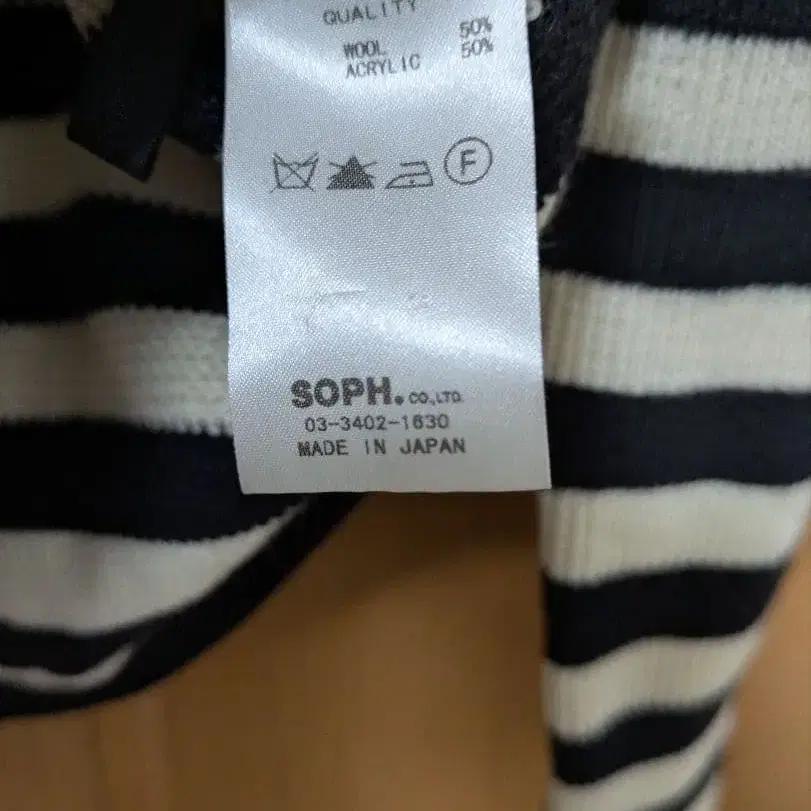 QUALITY
WOOL 50%
ACRYLIC 50%
F
SOPH. CO.,LTD.
03-3402-1630
MADE IN JAPAN